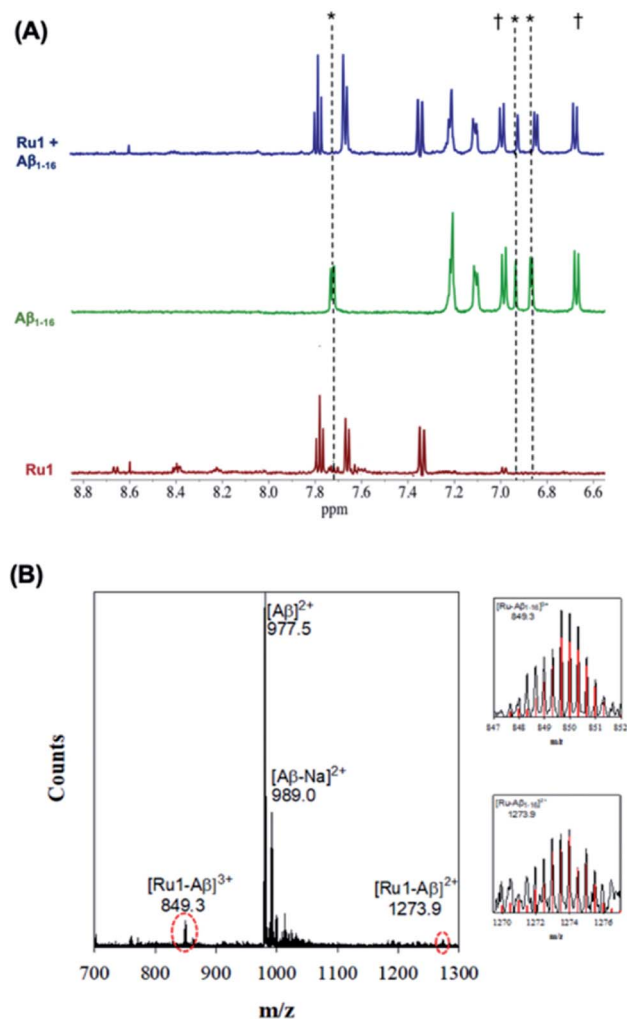 (A)
† * * †
*
Ru1 +
Aβ1-16
Aβ1-16
Ru1
8.8 8.6 8.4 8.2 8.0 7.8 7.6 7.4 7.2 7.0 6.8 6.6
ppm
(B)
[Aβ]2+
977.5
[Aβ-Na]2+
989.0
[Ru1-Aβ]3+
849.3
[Ru1-Aβ]2+
1273.9
Counts
700 800 900 1000 1100 1200 1300
m/z
[Ru-Aβ1-16]3+
849.3
847 848 849 850 851 852
m/z
[Ru-Aβ1-16]2+
1273.9
1270 1272 1274 1276
m/z